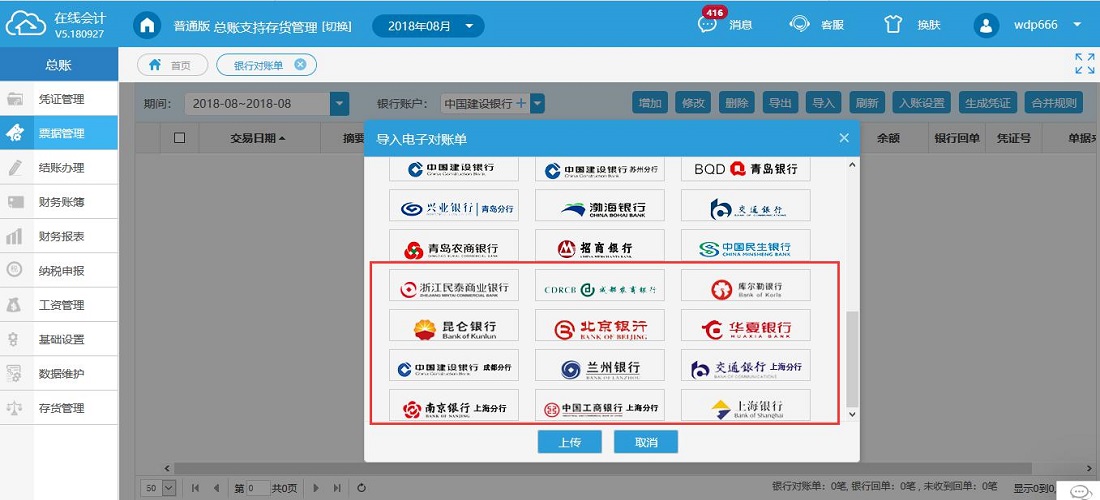 在线会计
V5.180927
普通版 总账支持存货管理 [切换]
2018年08月
416
消息
客服
换肤
wdp666
总账
首页
银行对账单
凭证管理
票据管理
结账办理
财务账簿
财务报表
纳税申报
工资管理
基础设置
数据维护
存货管理
期间：
2018-08~2018-08
银行账户：
中国建设银行
增加
修改
删除
导出
导入
刷新
入账设置
生成凭证
合并规则
交易日期
摘要
余额
银行回单
凭证号
单据来
导入电子对账单
中国建设银行
China Construction Bank
中国建设银行 苏州分行
China Construction Bank
BQD 青岛银行
兴业银行 | 青岛分行
渤海银行
CHINA BOHAI BANK
交通银行
青岛农商银行
招商银行
CHINA MERCHANTS BANK
中国民生银行
CHINA MINSHENG BANK
浙江民泰商业银行
ZHEJIANG MINTAI COMMERCIAL BANK
CDRCB 成都农商银行
库尔勒银行
Bank of Korla
昆仑银行
Bank of Kunlun
北京银行
BANK OF BEIJING
华夏银行
HUAXIA BANK
中国建设银行 成都分行
China Construction Bank
兰州银行
BANK OF LANZHOU
交通银行 上海分行
BANK OF COMMUNICATIONS
南京银行 上海分行
BANK OF NANJING
中国工商银行 上海分行
上海银行
Bank of Shanghai
上传
取消
50
第 0 共0页
银行对账单：0笔, 银行回单：0笔 , 未收到回单：0笔
显示0到0,